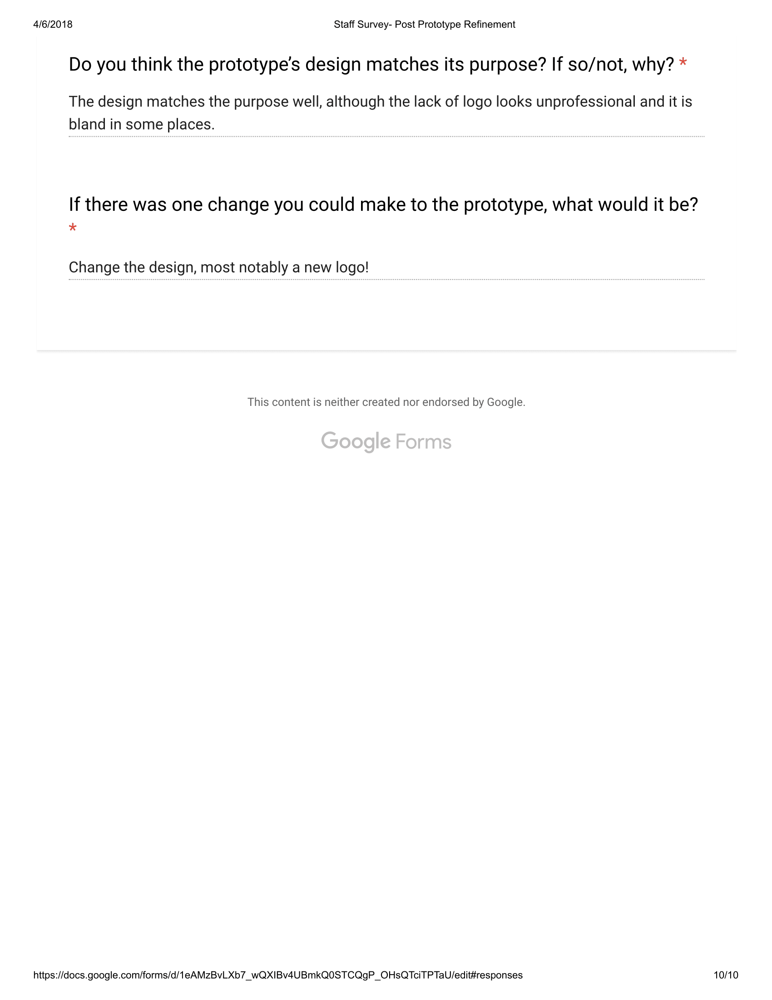 4/6/2018 Staff Survey- Post Prototype Refinement
Do you think the prototype’s design matches its purpose? If so/not, why? *
The design matches the purpose well, although the lack of logo looks unprofessional and it is
bland in some places.
If there was one change you could make to the prototype, what would it be?
*
Change the design, most notably a new logo!
This content is neither created nor endorsed by Google.
Google Forms
https://docs.google.com/forms/d/1eAMzBvLXb7_wQXIBv4UBmkQ0STCQgP_OHsQTciTPTaU/edit#responses 10/10